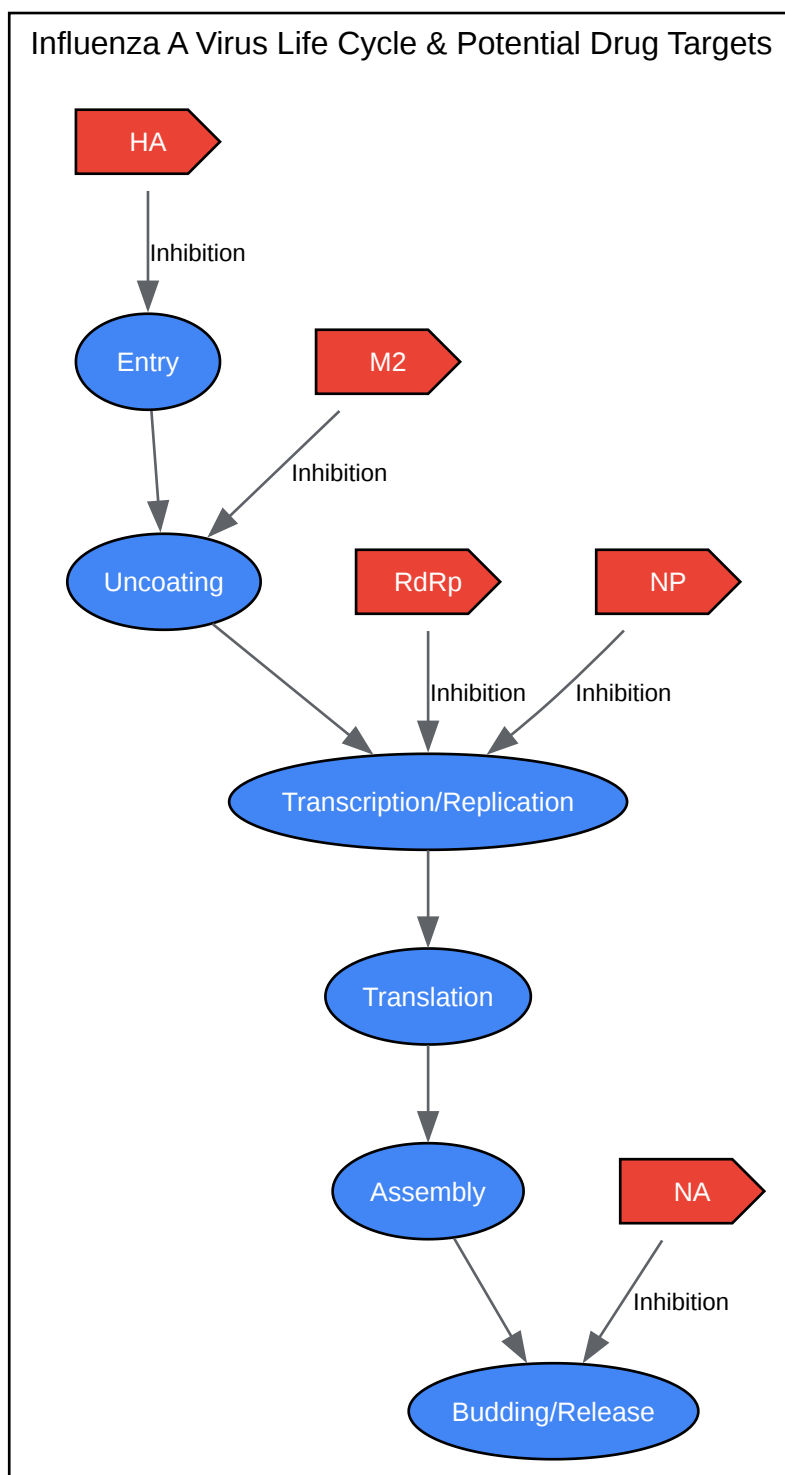 Influenza A Virus Life Cycle & Potential Drug Targets
HA
Inhibition
Entry
M2
Inhibition
Uncoating
RdRp
NP
Inhibition
Inhibition
Transcription/Replication
Translation
Assembly
NA
Inhibition
Budding/Release